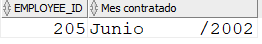 EMPLOYEE_ID Mes contratado
205 Junio      /2002